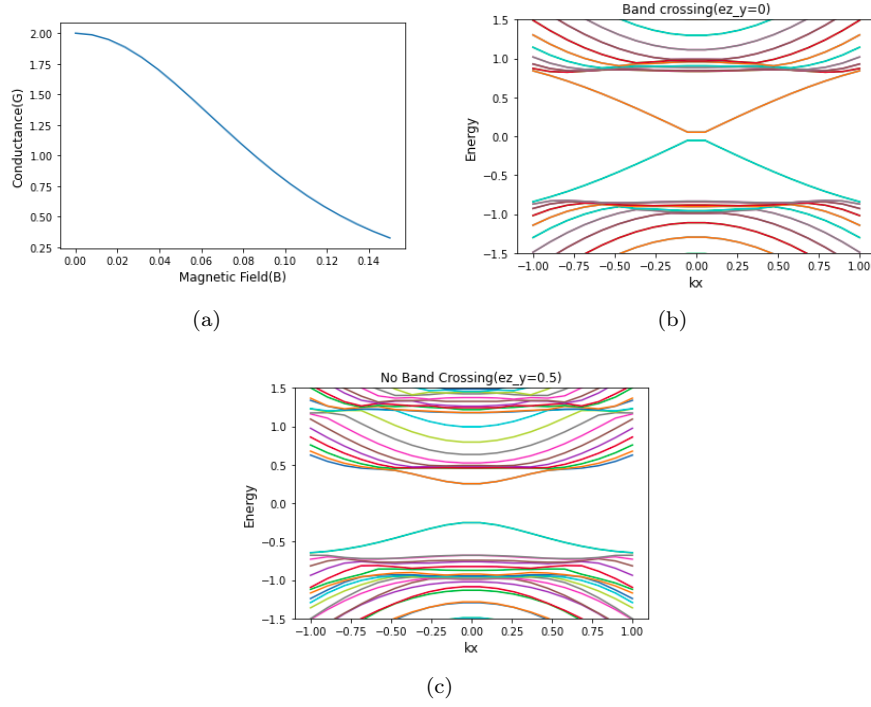 2.00
1.75
1.50
1.25
1.00
0.75
0.50
0.25
Conductance(G)
0.00 0.02 0.04 0.06 0.08 0.10 0.12 0.14
Magnetic Field(B)
(a)
Band crossing(ez_y=0)
1.5
1.0
0.5
0.0
−0.5
−1.0
−1.5
Energy
−1.00 −0.75 −0.50 −0.25 0.00 0.25 0.50 0.75 1.00
kx
(b)
No Band Crossing(ez_y=0.5)
1.5
1.0
0.5
0.0
−0.5
−1.0
−1.5
Energy
−1.00 −0.75 −0.50 −0.25 0.00 0.25 0.50 0.75 1.00
kx
(c)